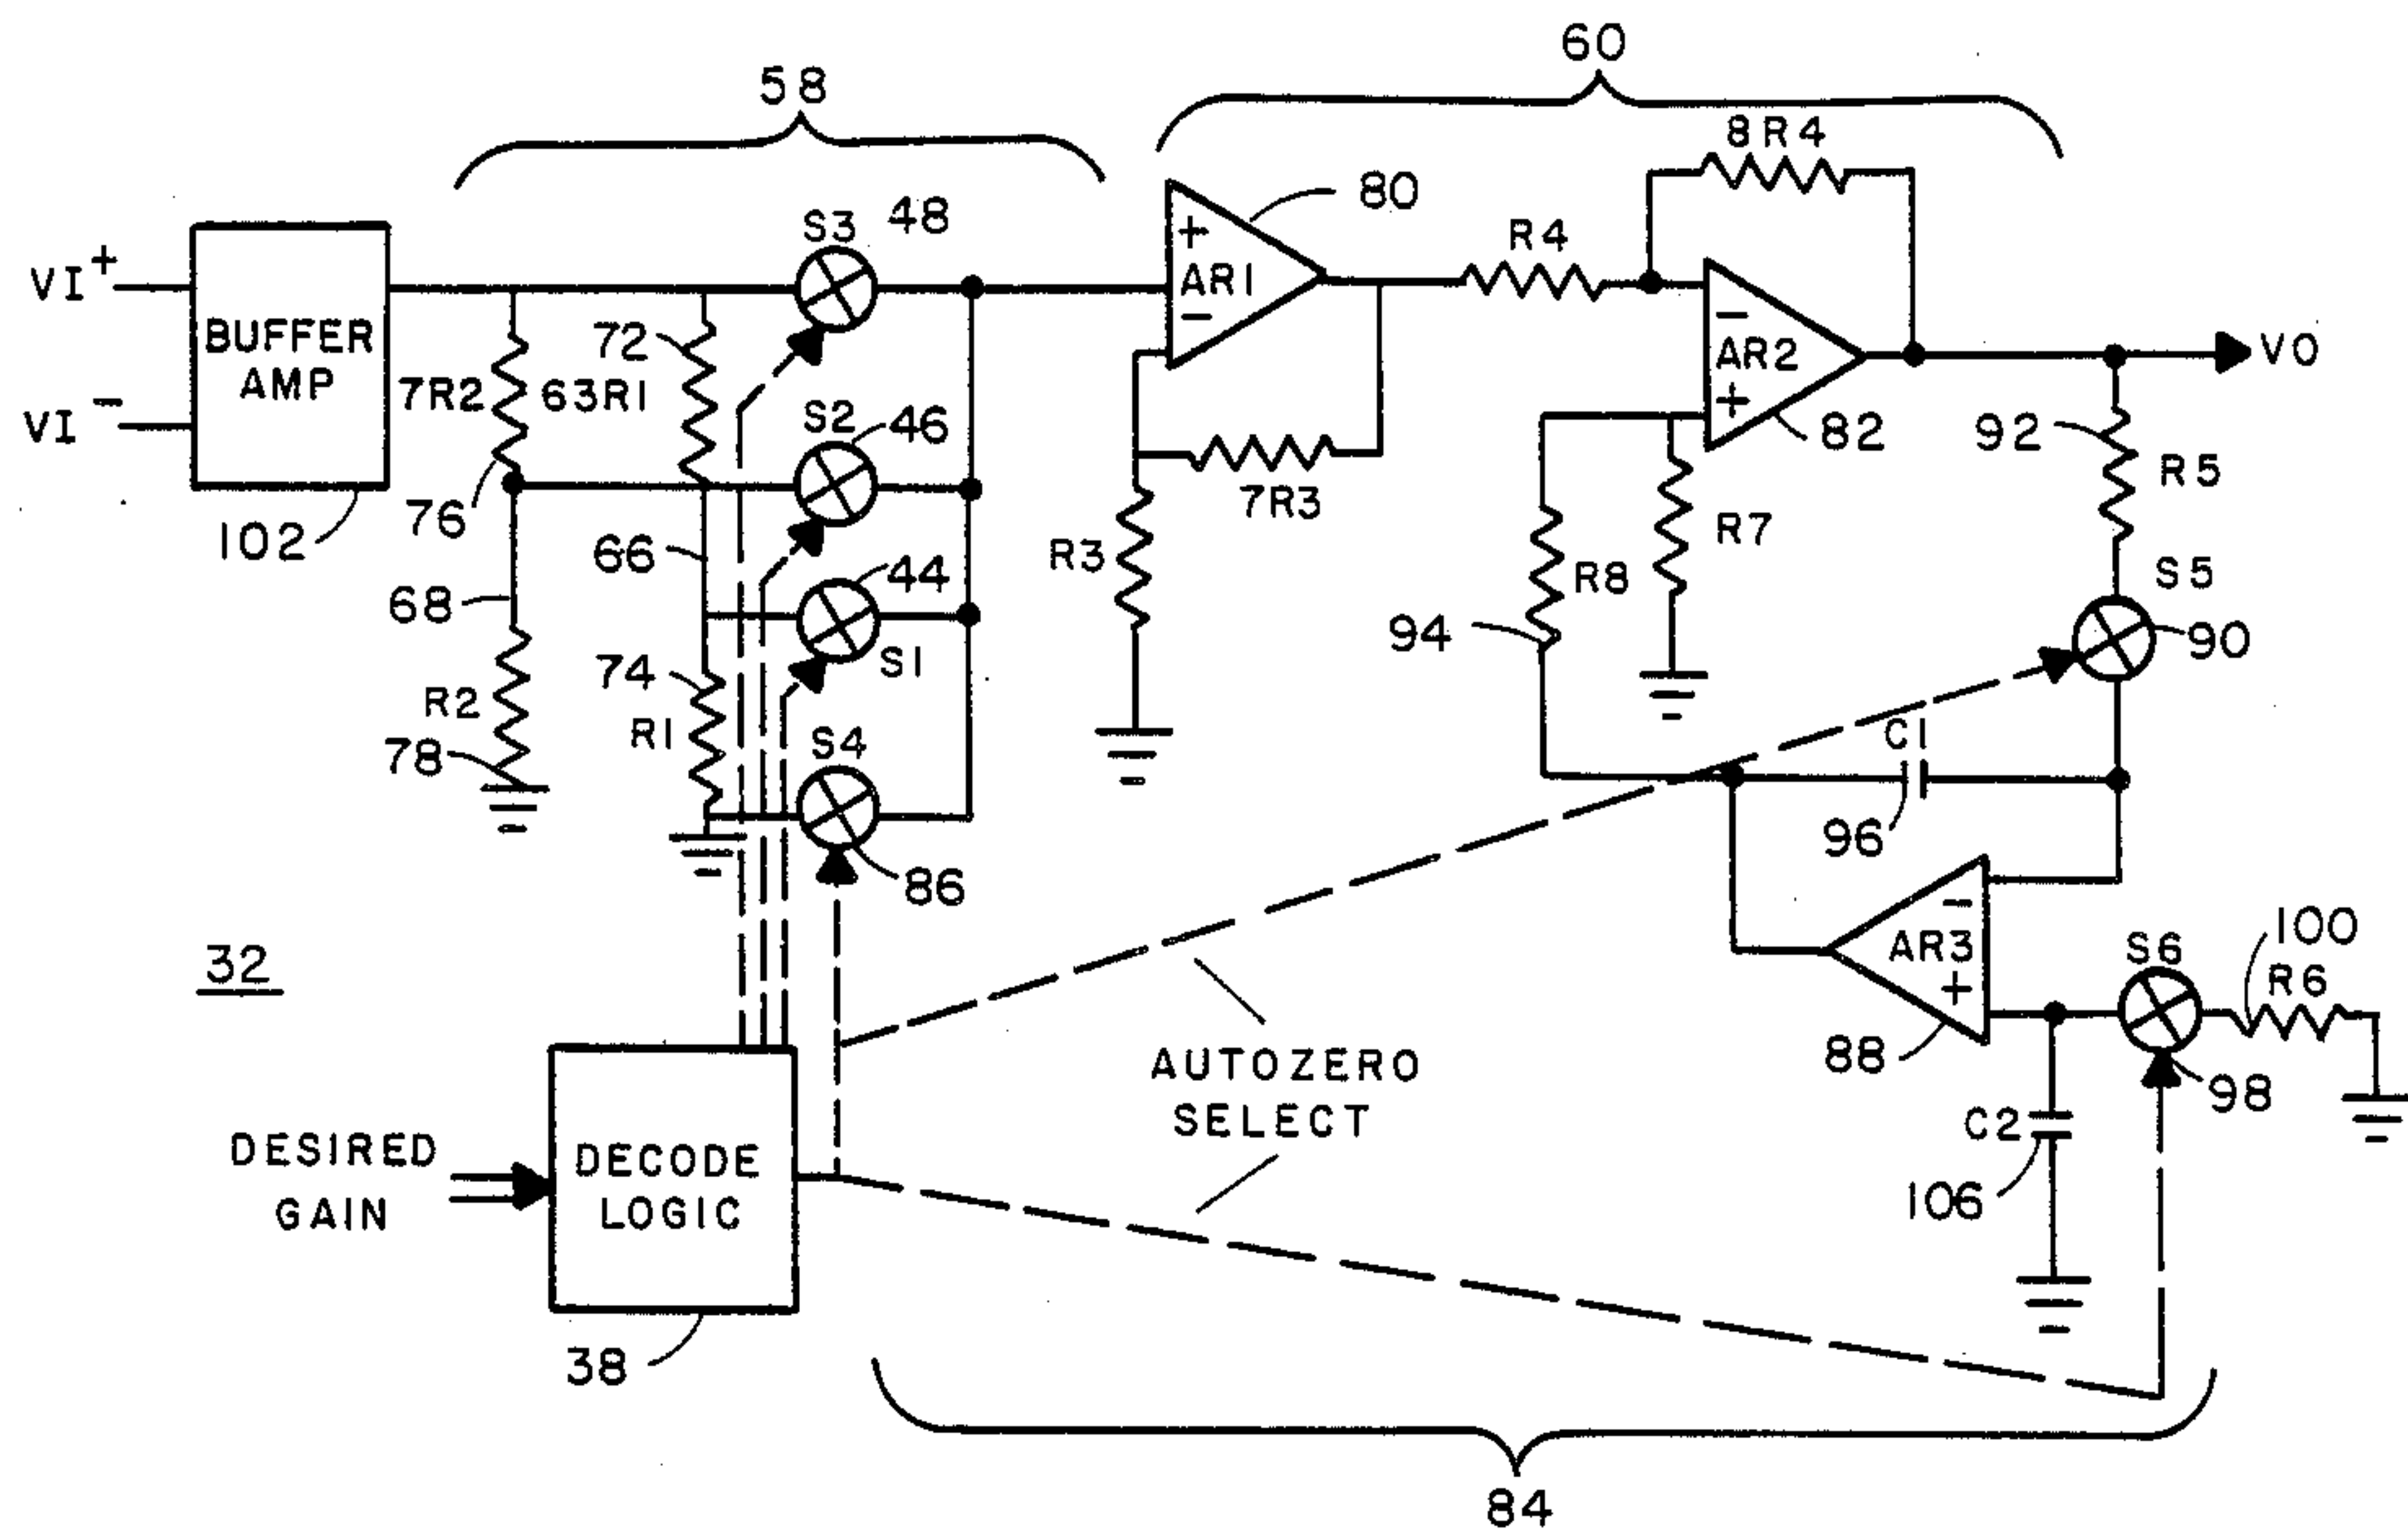 60
58
8R4
80
S3 48
R4
VI+
+
AR1
-
BUFFER
AMP
72
7R2
63R1
-
AR2
+
VO
VI-
S2
46
82
92
R5
76
102
7R3
R3
R7
66
44
R8
S5
68
94
90
74
S1
R2
R1
C1
78
S4
96
86
-
AR3
+
S6
100
R6
32
88
98
AUTOZERO
SELECT
C2
DESIRED
GAIN
DECODE
LOGIC
106
38
84